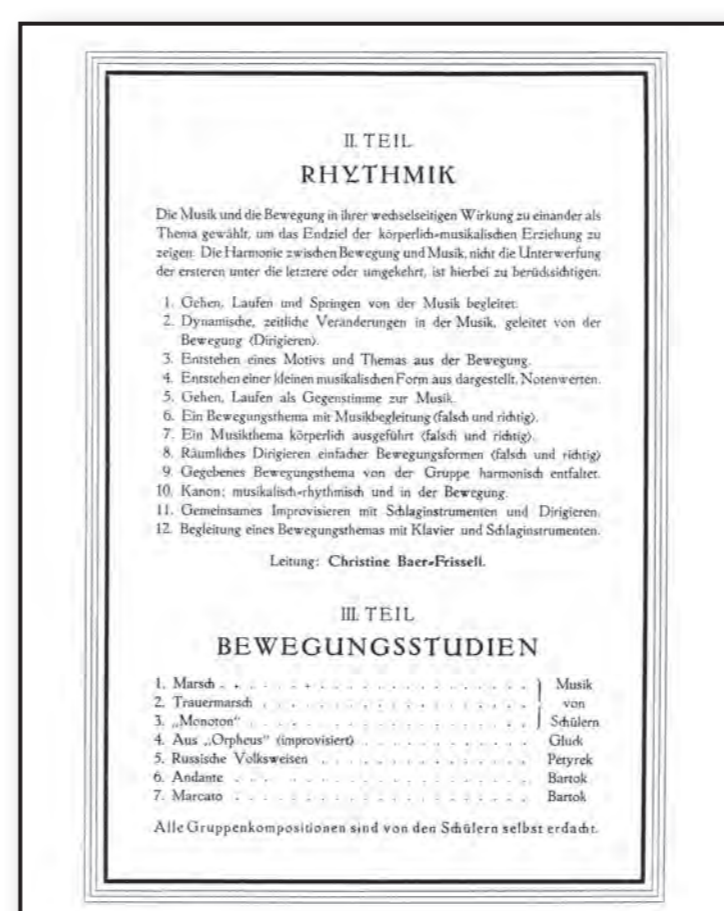 II. TEIL
RHYTHMIK
Die Musik und die Bewegung in ihrer wechselseitigen Wirkung zu einander als
Thema gewählt, um das Endziel der körperlich-musikalischen Erziehung zu
zeigen. Die Harmonie zwischen Bewegung und Musik, nicht die Unterwerfung
der ersteren unter die letztere oder umgekehrt, ist hierbei zu berücksichtigen.
1. Gehen, Laufen und Springen von der Musik begleitet.
2. Dynamische, zeitliche Veranderungen in der Musik, geleitet von der
Bewegung (Dirigieren).
3. Entstehen eines Motivs und Themas aus der Bewegung.
4. Entstehen einer kleinen musikalischen Form aus dargestellt. Notenwerten.
5. Gehen, Laufen als Gegenstimme zur Musik.
6. Ein Bewegungsthema mit Musikbegleitung (falsch und richtig).
7. Ein Musikthema körperlich ausgeführt (falsch und richtig).
8. Räumliches Dirigieren einfacher Bewegungsformen (falsch und richtig)
9. Gegebenes Bewegungsthema von der Gruppe harmonisch entfaltet.
10. Kanon: musikalisch-rhythmisch und in der Bewegung.
11. Gemeinsames Improvisieren mit Schlaginstrumenten und Dirigieren.
12. Begleitung eines Bewegungsthemas mit Klavier und Schlaginstrumenten.
Leitung: Christine Baer-Frissell.
III. TEIL
BEWEGUNGSSTUDIEN
1. Marsch . . . . . . . . . . . . . . . . . } Musik
2. Trauermarsch . . . . . . . . . . . . . . . von
3. „Monoton“ . . . . . . . . . . . . . . . . Schülern
4. Aus „Orpheus“ (improvisiert) . . . . . . . . . . Gluck
5. Russische Volksweisen . . . . . . . . . . . . Petyrek
6. Andante . . . . . . . . . . . . . . . . . Bartok
7. Marcato . . . . . . . . . . . . . . . . . Bartok
Alle Gruppenkompositionen sind von den Schülern selbst erdacht.